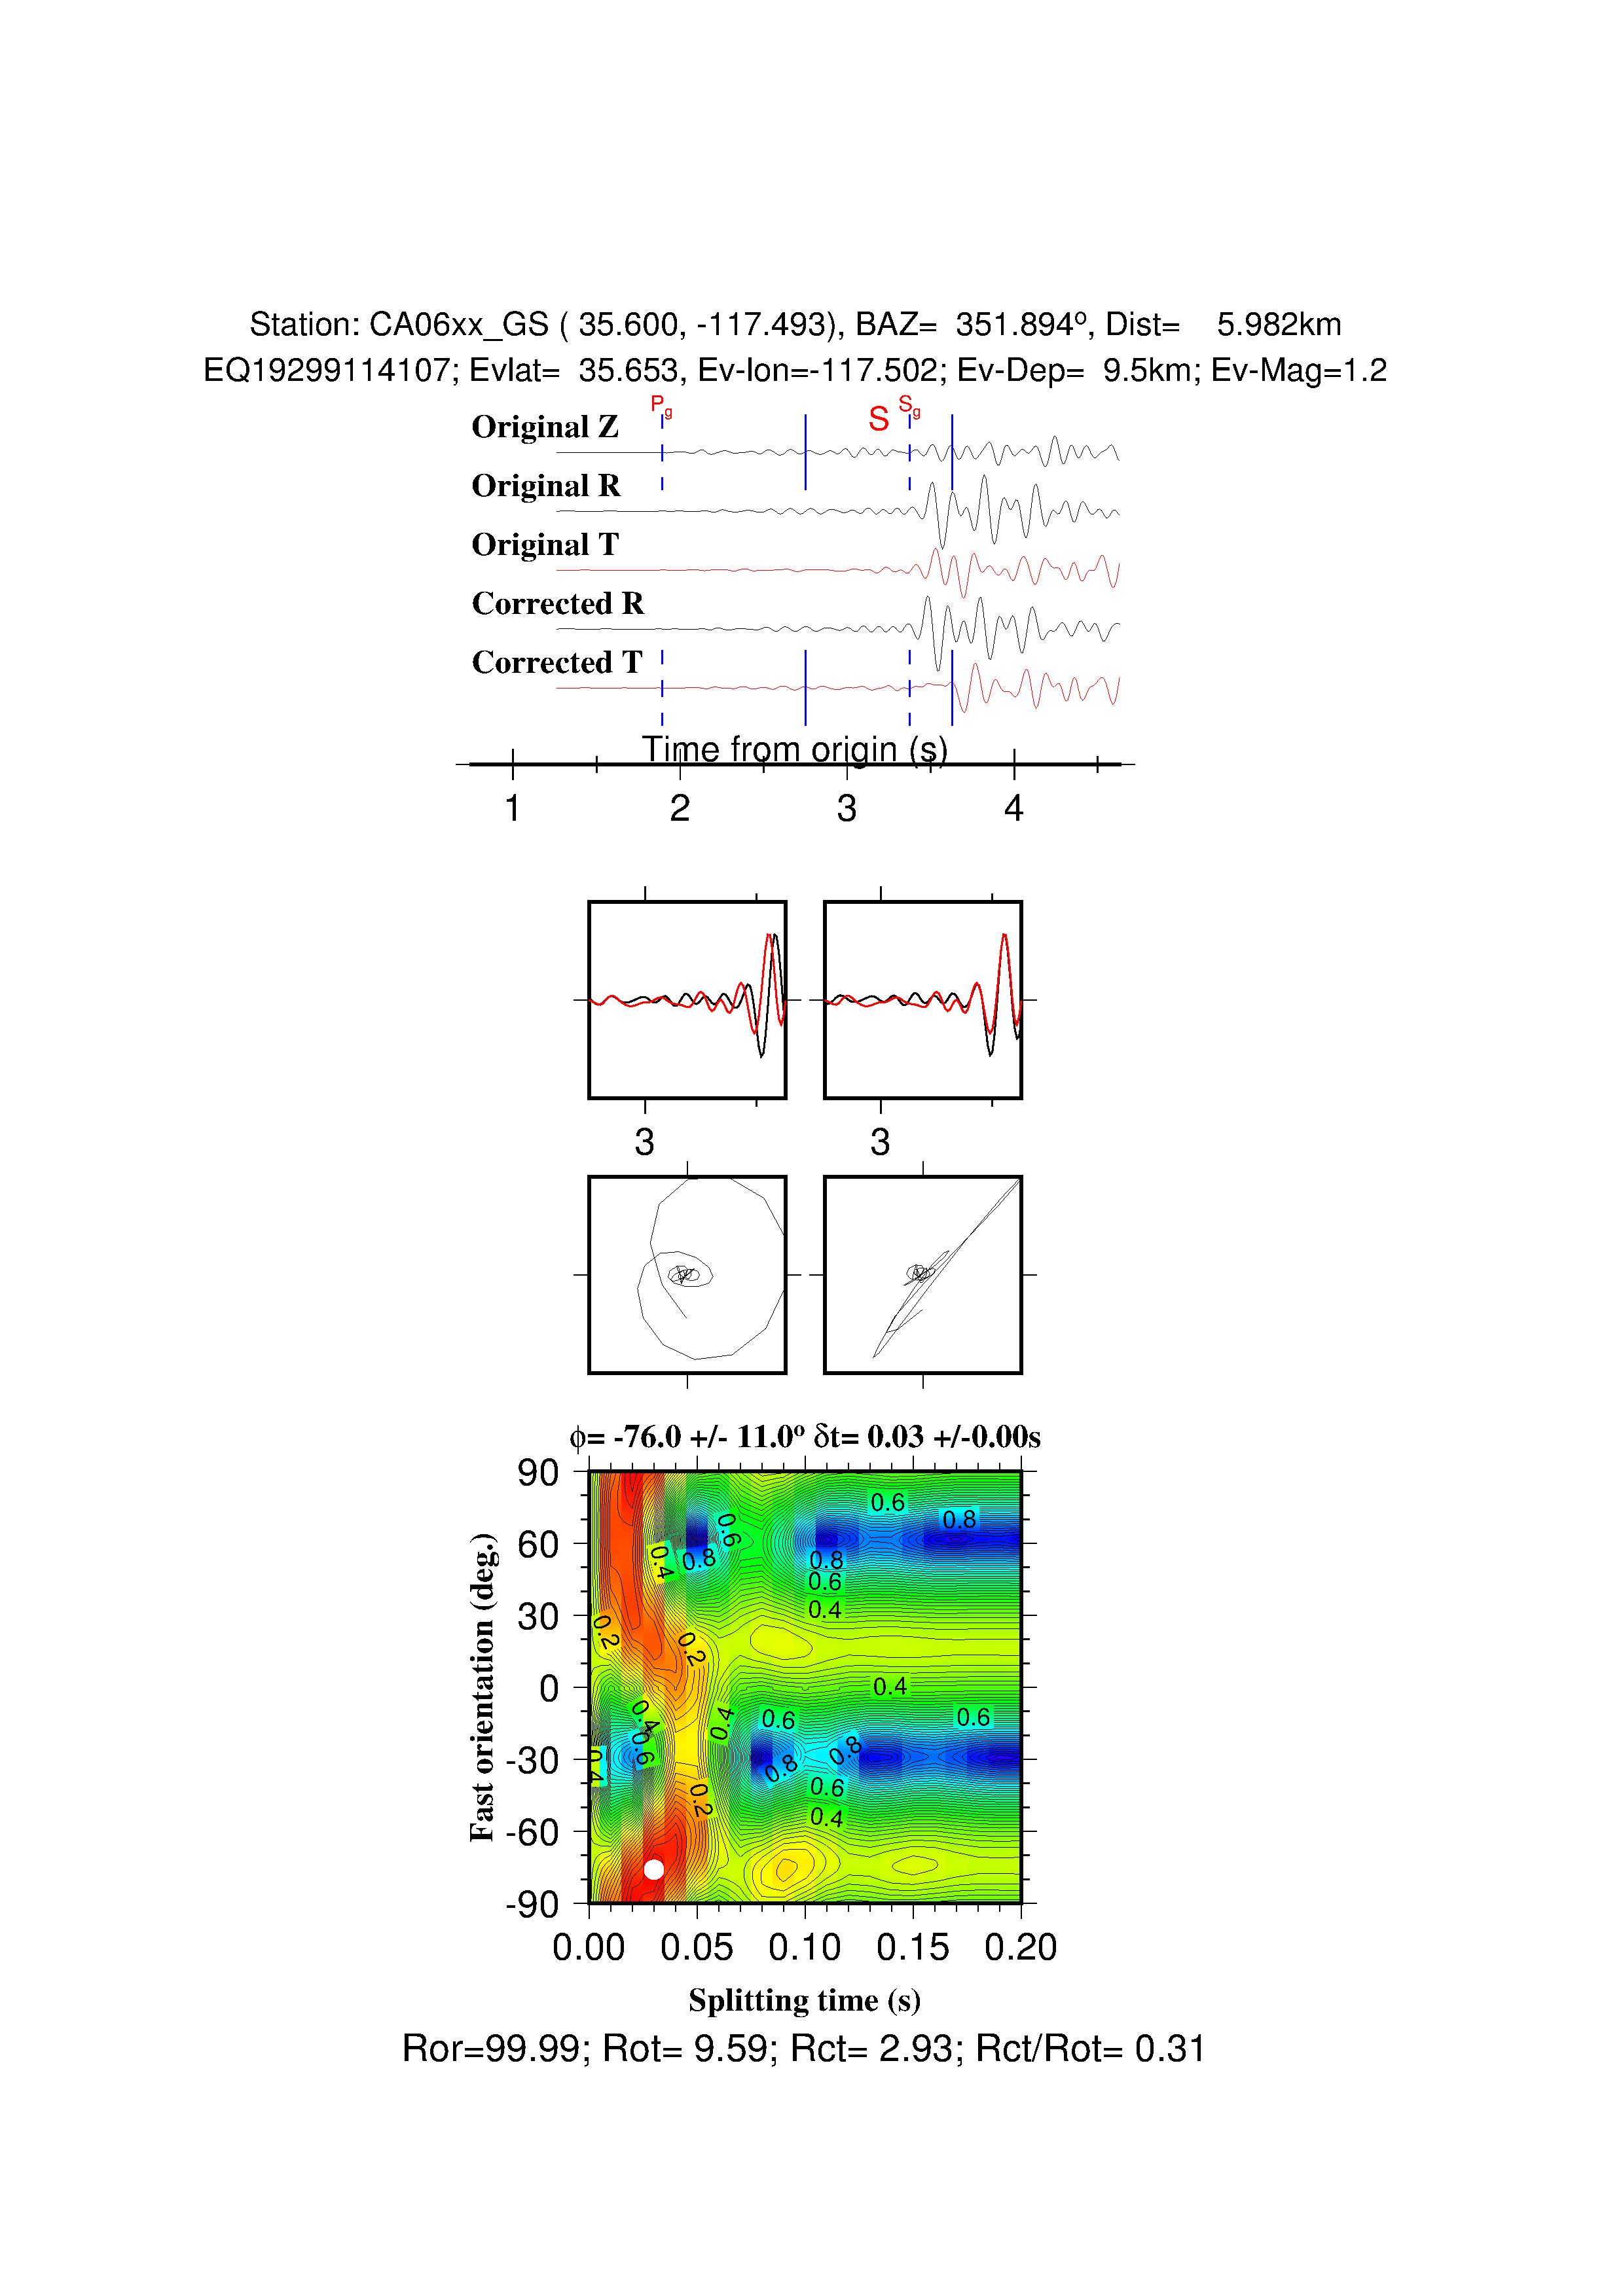 Station: CA06xx_GS ( 35.600, -117.493), BAZ=  351.894º, Dist=    5.982km
EQ19299114107; Evlat=  35.653, Ev-lon=-117.502; Ev-Dep=  9.5km; Ev-Mag=1.2
Pg
S Sg
Original Z
Original R
Original T
Corrected R
Corrected T
Time from origin (s)
1 2 3 4
3 3
ϕ= -76.0 +/- 11.0º δt= 0.03 +/-0.00s
Fast orientation (deg.)
90
60
30
0
-30
-60
-90
0.6
0.8
0.6
0.4
0.8
0.8
0.6
0.4
0.2
0.2
0.4
0.4
0.6
0.4
0.6
0.6
0.4
0.8
0.8
0.6
0.4
0.2
0.4
0.00 0.05 0.10 0.15 0.20
Splitting time (s)
Ror=99.99; Rot= 9.59; Rct= 2.93; Rct/Rot= 0.31